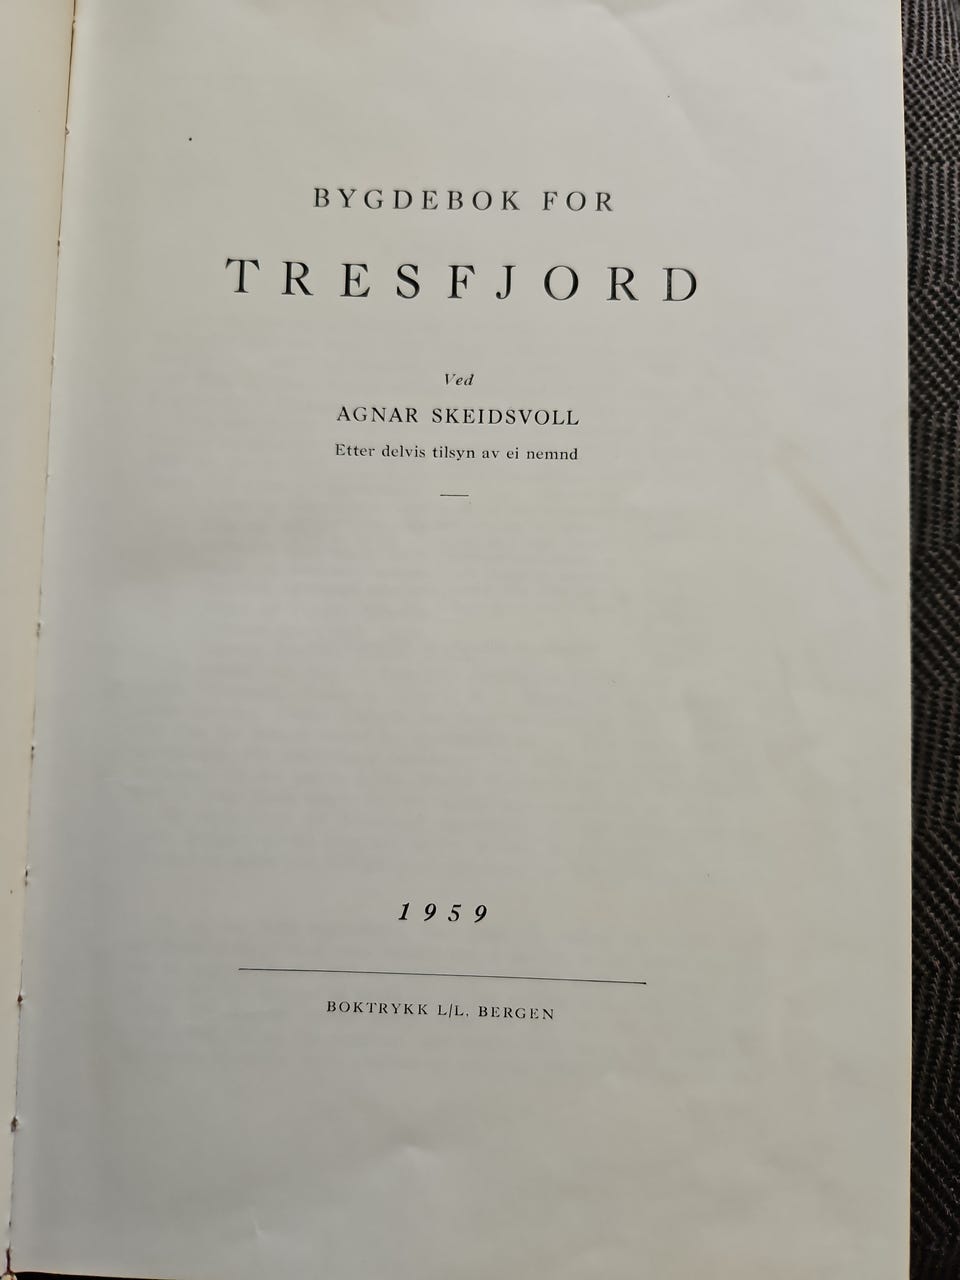 BYGDEBOK FOR
TRESFJORD
Ved
AGNAR SKEIDSVOLL
Etter delvis tilsyn av ei nemnd
1959
BOKTRYKK L/L, BERGEN